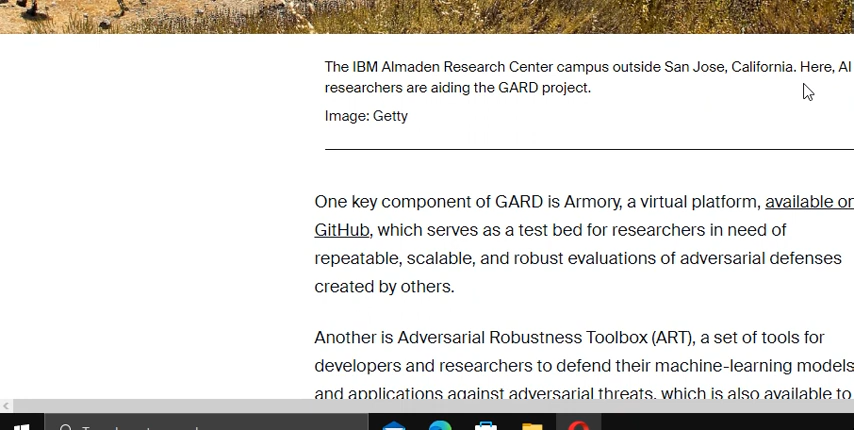 The IBM Almaden Research Center campus outside San Jose, California. Here, AI
researchers are aiding the GARD project.
Image: Getty
One key component of GARD is Armory, a virtual platform, available on
GitHub, which serves as a test bed for researchers in need of
repeatable, scalable, and robust evaluations of adversarial defenses
created by others.
Another is Adversarial Robustness Toolbox (ART), a set of tools for
developers and researchers to defend their machine-learning models
and applications against adversarial threats, which is also available to